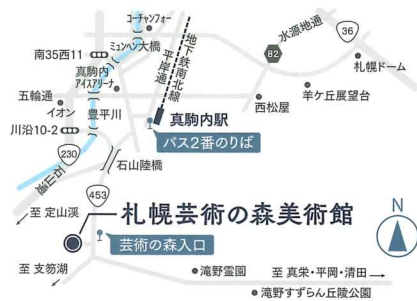 コーチャンフォー
ミュンヘン大橋
南35西11
真駒内
アイスアリーナ
五輪通
イオン
豊平川
川沿10-2
地下鉄南北線
平岸通
水源地通
36
82
札幌ドーム
羊ケ丘展望台
西松屋
真駒内駅
バス2番のりば
230
石山通
石山陸橋
453
至 定山渓
札幌芸術の森美術館
芸術の森入口
N
至 支笏湖
滝野霊園
至 真栄・平岡・清田
滝野すずらん丘陵公園